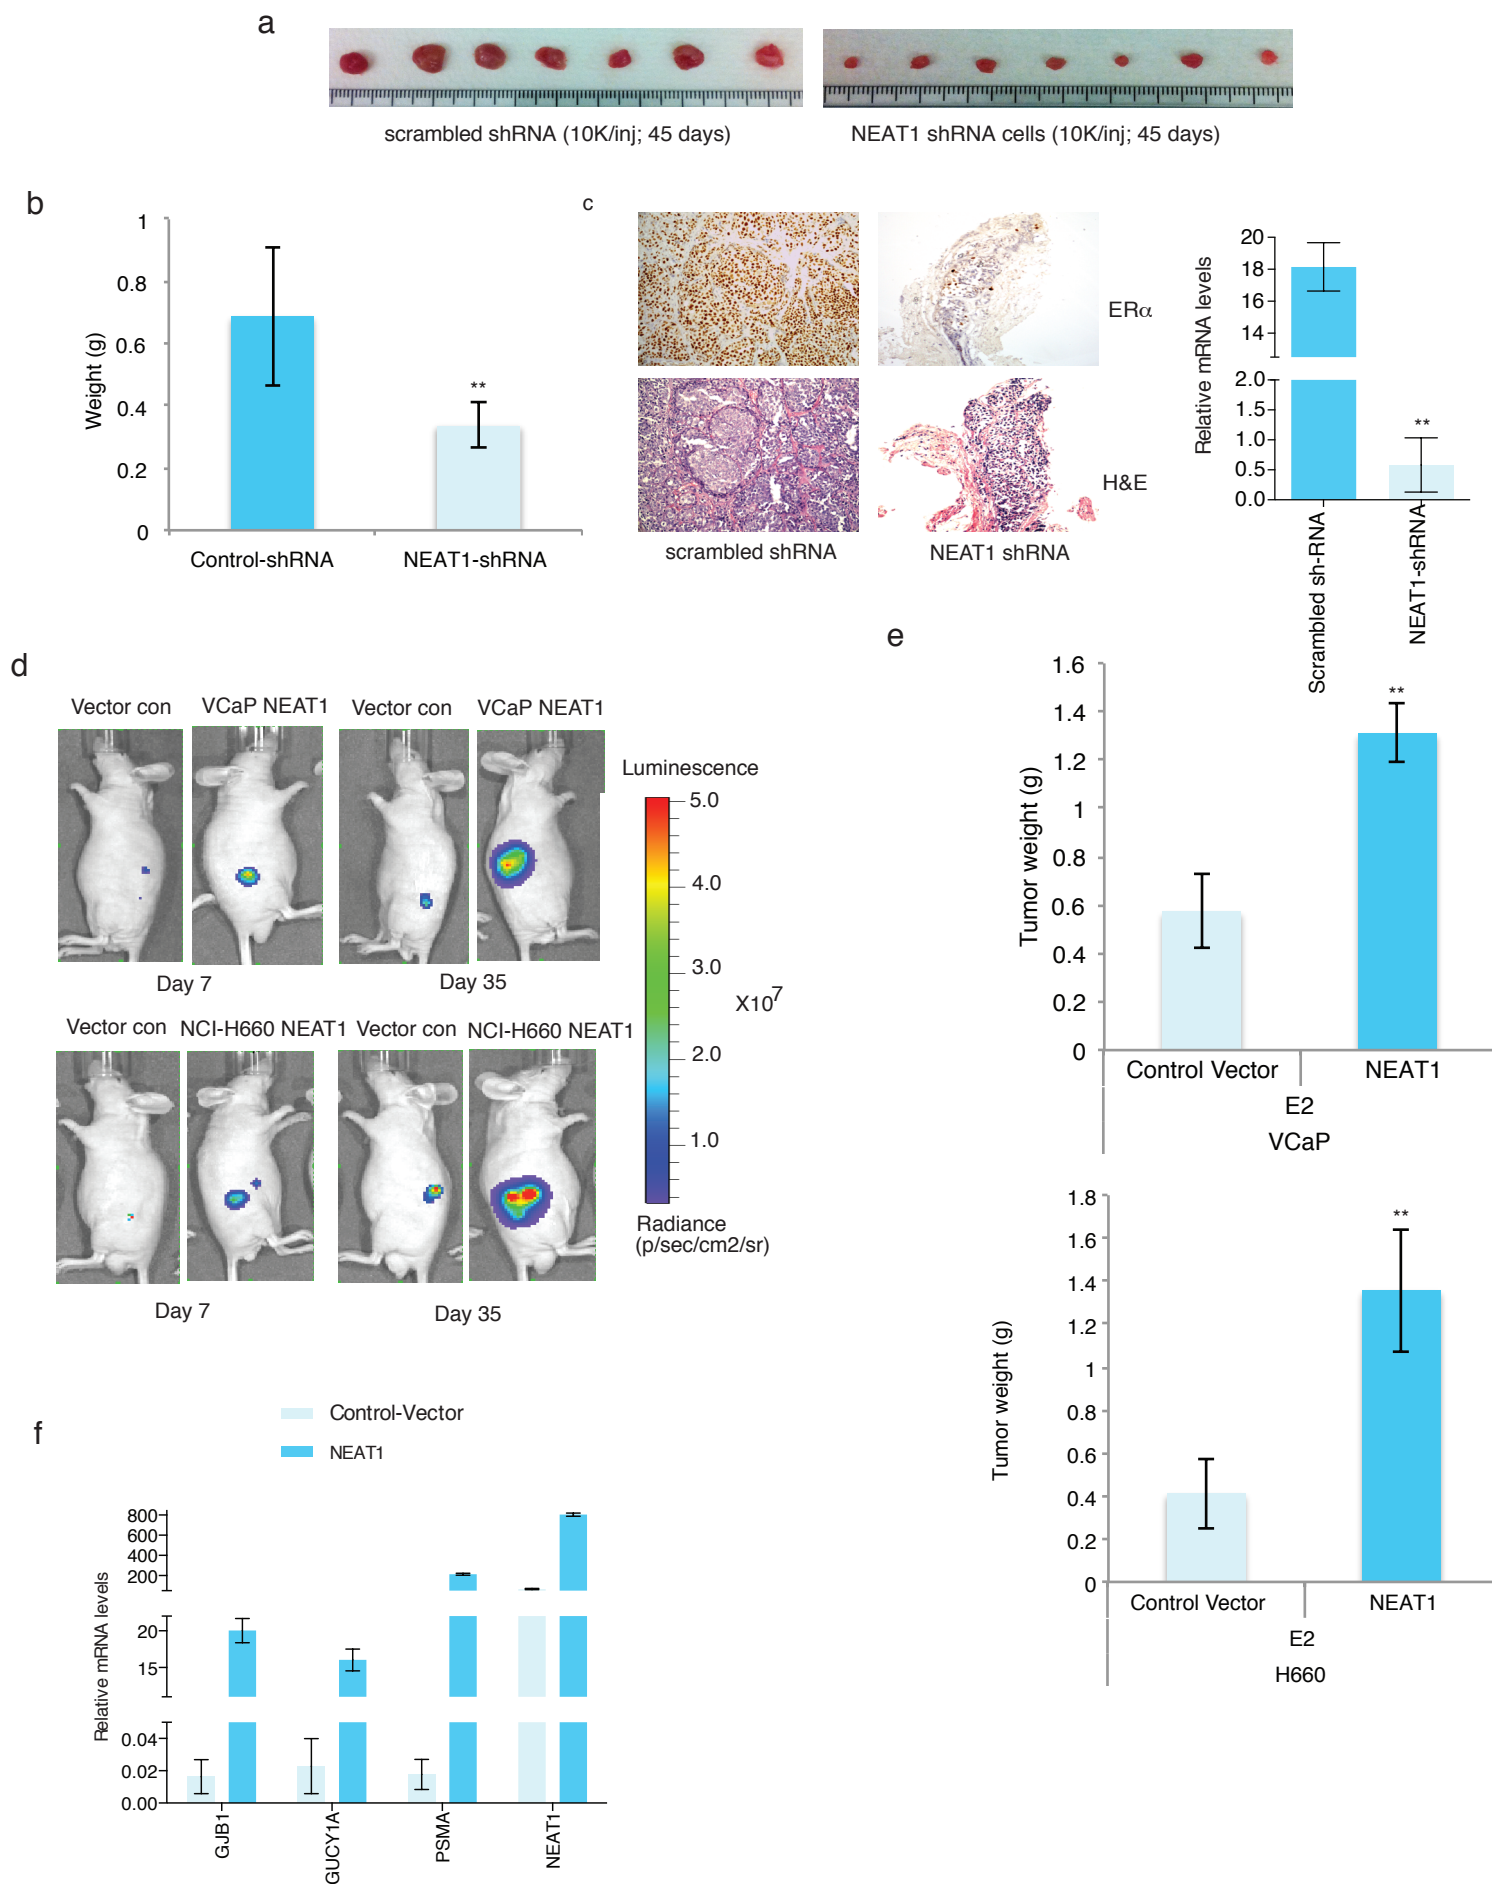 a
scrambled shRNA (10K/inj; 45 days)
NEAT1 shRNA cells (10K/inj; 45 days)
b
1
0.8
0.6
0.4
0.2
0
Weight (g)
**
Control-shRNA
NEAT1-shRNA
c
ERα
H&E
scrambled shRNA
NEAT1 shRNA
Relative mRNA levels
20
18
16
14
2.0
1.5
1.0
0.5
0.0
**
Scrambled sh-RNA
NEAT1-shRNA
d
Vector con
VCaP NEAT1
Vector con
VCaP NEAT1
Day 7
Day 35
Vector con
NCI-H660 NEAT1
Vector con
NCI-H660 NEAT1
Day 7
Day 35
Luminescence
5.0
4.0
3.0
2.0
1.0
X10^7
Radiance
(p/sec/cm2/sr)
e
Tumor weight (g)
1.6
1.4
1.2
1
0.8
0.6
0.4
0.2
0
**
Control Vector
NEAT1
E2
VCaP
Tumor weight (g)
1.8
1.6
1.4
1.2
1
0.8
0.6
0.4
0.2
0
**
Control Vector
NEAT1
E2
H660
f
Control-Vector
NEAT1
Relative mRNA levels
800
600
400
200
20
15
0.04
0.02
0.00
GJB1
GUCY1A
PSMA
NEAT1